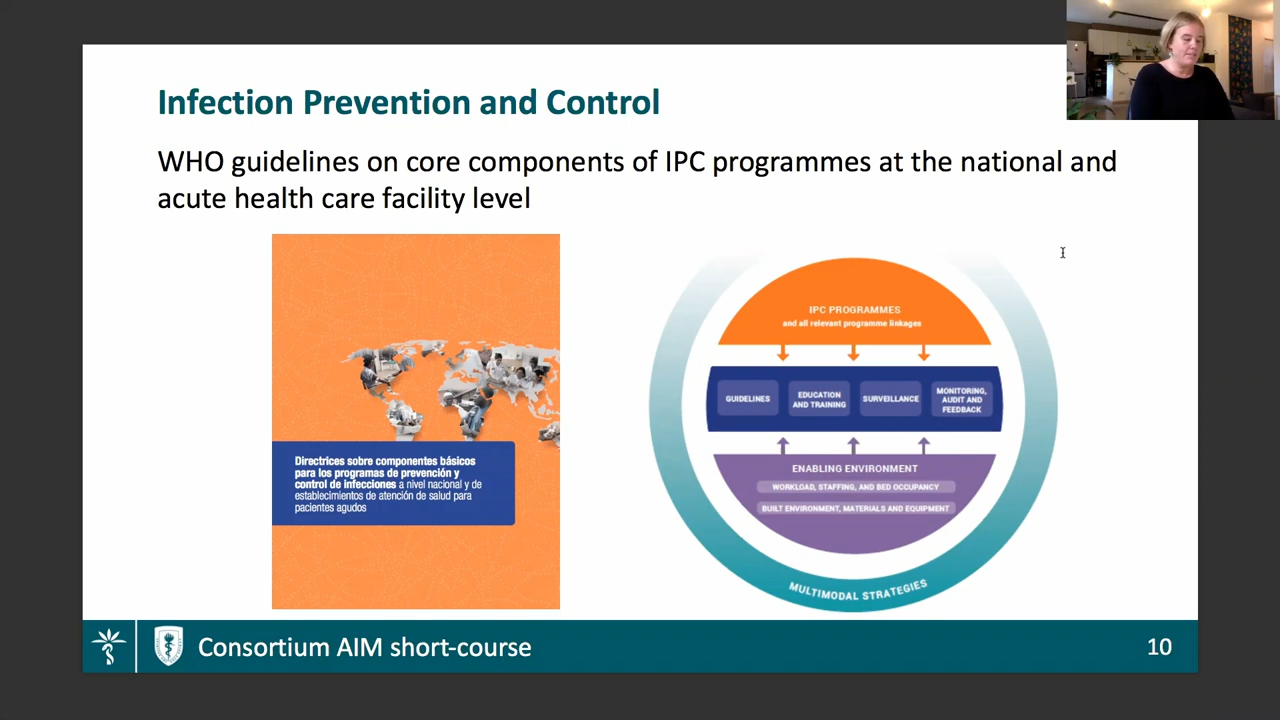 Infection Prevention and Control
WHO guidelines on core components of IPC programmes at the national and
acute health care facility level
Directrices sobre componentes básicos
para los programas de prevención y
control de infecciones a nivel nacional y de
establecimientos de atención de salud para
pacientes agudos
IPC PROGRAMMES
and all relevant programme linkages
GUIDELINES
EDUCATION
AND TRAINING
SURVEILLANCE
MONITORING,
AUDIT AND
FEEDBACK
ENABLING ENVIRONMENT
WORKLOAD, STAFFING, AND BED OCCUPANCY
BUILT ENVIRONMENT, MATERIALS AND EQUIPMENT
MULTIMODAL STRATEGIES
Consortium AIM short-course
10